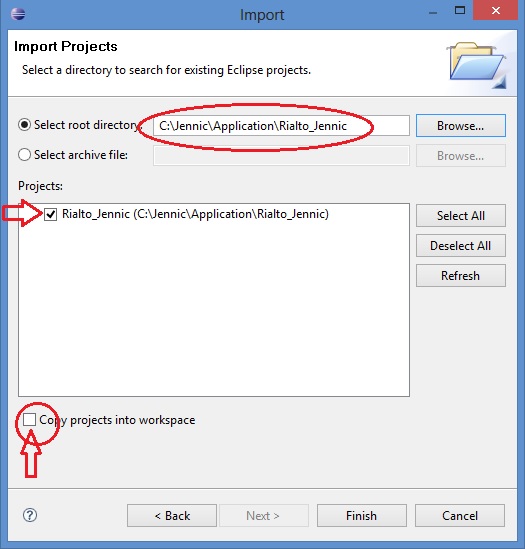 Import
Import Projects
Select a directory to search for existing Eclipse projects.
Select root directory: C:\Jennic\Application\Rialto_Jennic Browse...
Select archive file: Browse...
Projects:
Rialto_Jennic (C:\Jennic\Application\Rialto_Jennic)
Select All
Deselect All
Refresh
Copy projects into workspace
? < Back Next > Finish Cancel